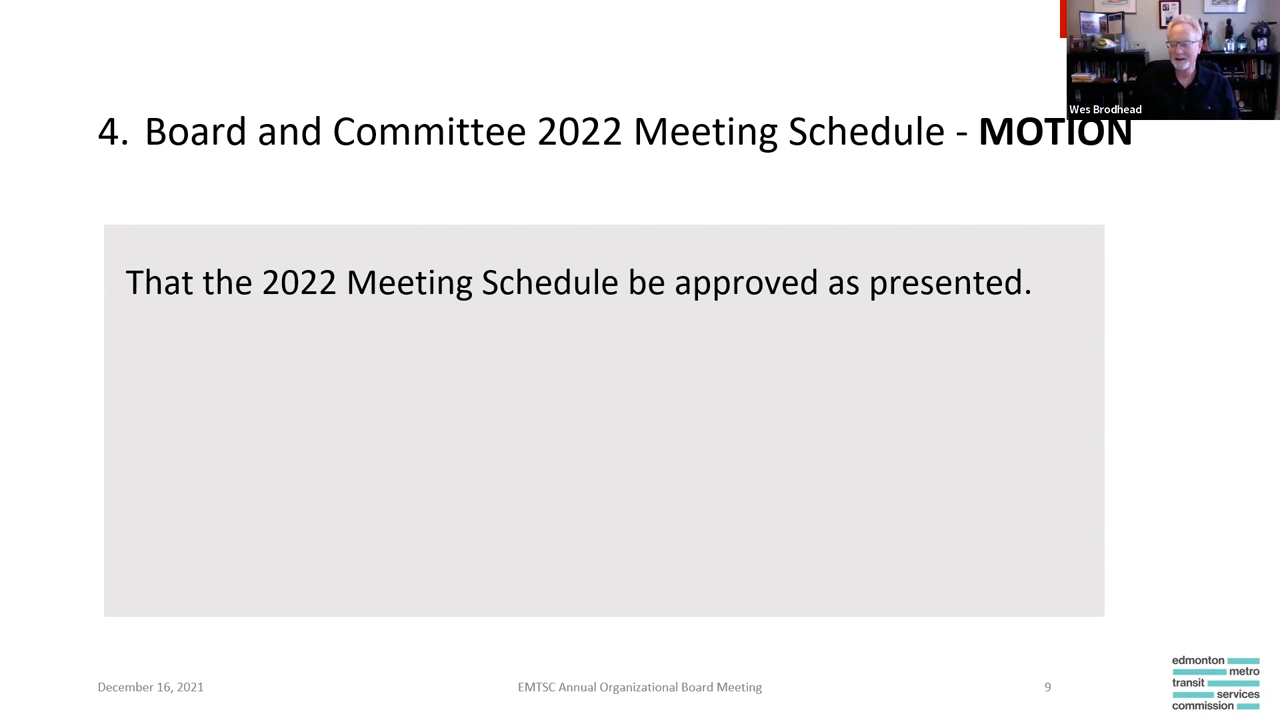 Wes Brodhead
4. Board and Committee 2022 Meeting Schedule - MOTION
That the 2022 Meeting Schedule be approved as presented.
December 16, 2021
EMTSC Annual Organizational Board Meeting
9
edmonton
metro
transit
services
commission